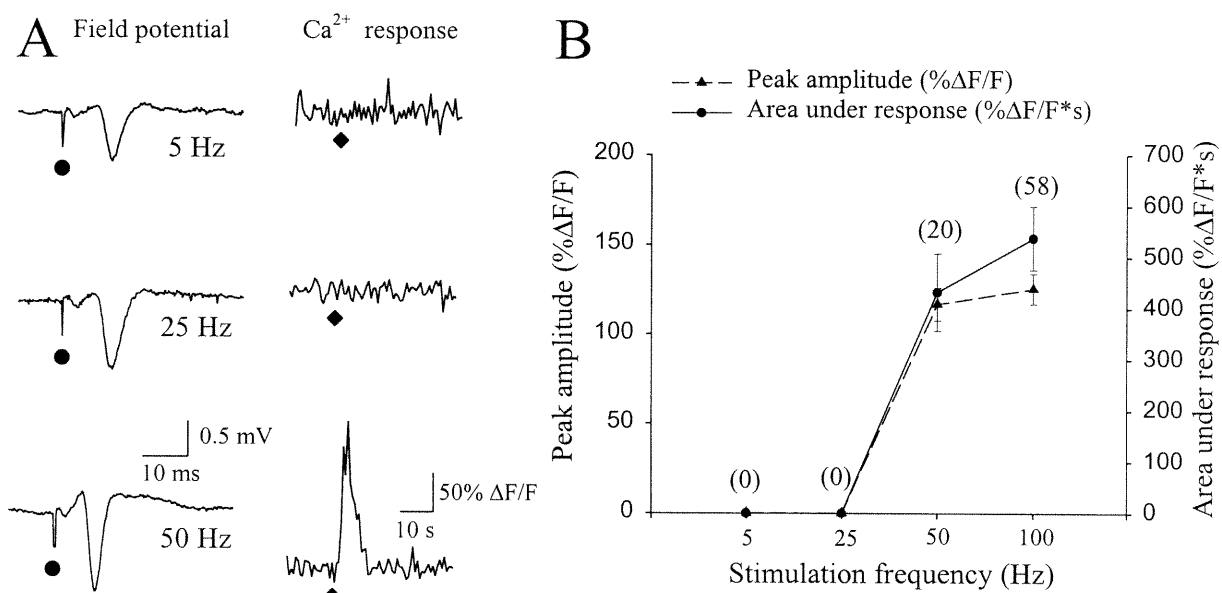 A
Field potential
Ca²⁺ response
5 Hz
25 Hz
0.5 mV
10 ms
50 Hz
50% ΔF/F
10 s
B
Peak amplitude (%ΔF/F)
Area under response (%ΔF/F*s)
Peak amplitude (%ΔF/F)
200
150
100
50
0
(0)
(0)
(20)
(58)
700
600
500
400
300
200
100
0
Area under response (%ΔF/F*s)
5
25
50
100
Stimulation frequency (Hz)